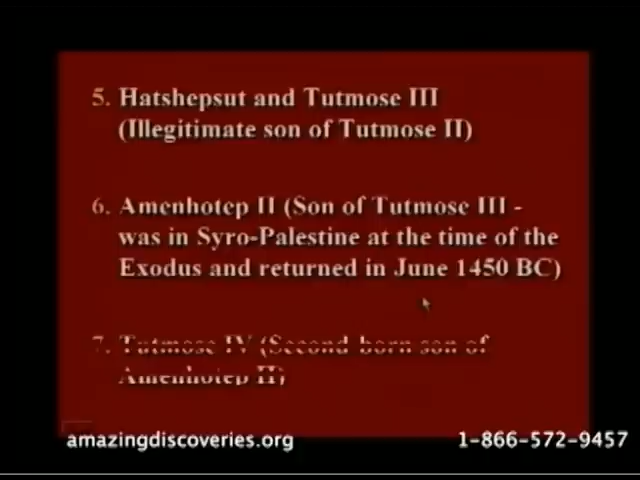 5. Hatshepsut and Tutmose III
(Illegitimate son of Tutmose II)
6. Amenhotep II (Son of Tutmose III -
was in Syro-Palestine at the time of the
Exodus and returned in June 1450 BC)
7. Tutmose IV (Second born son of
Amenhotep II)
amazingdiscoveries.org
1-866-572-9457